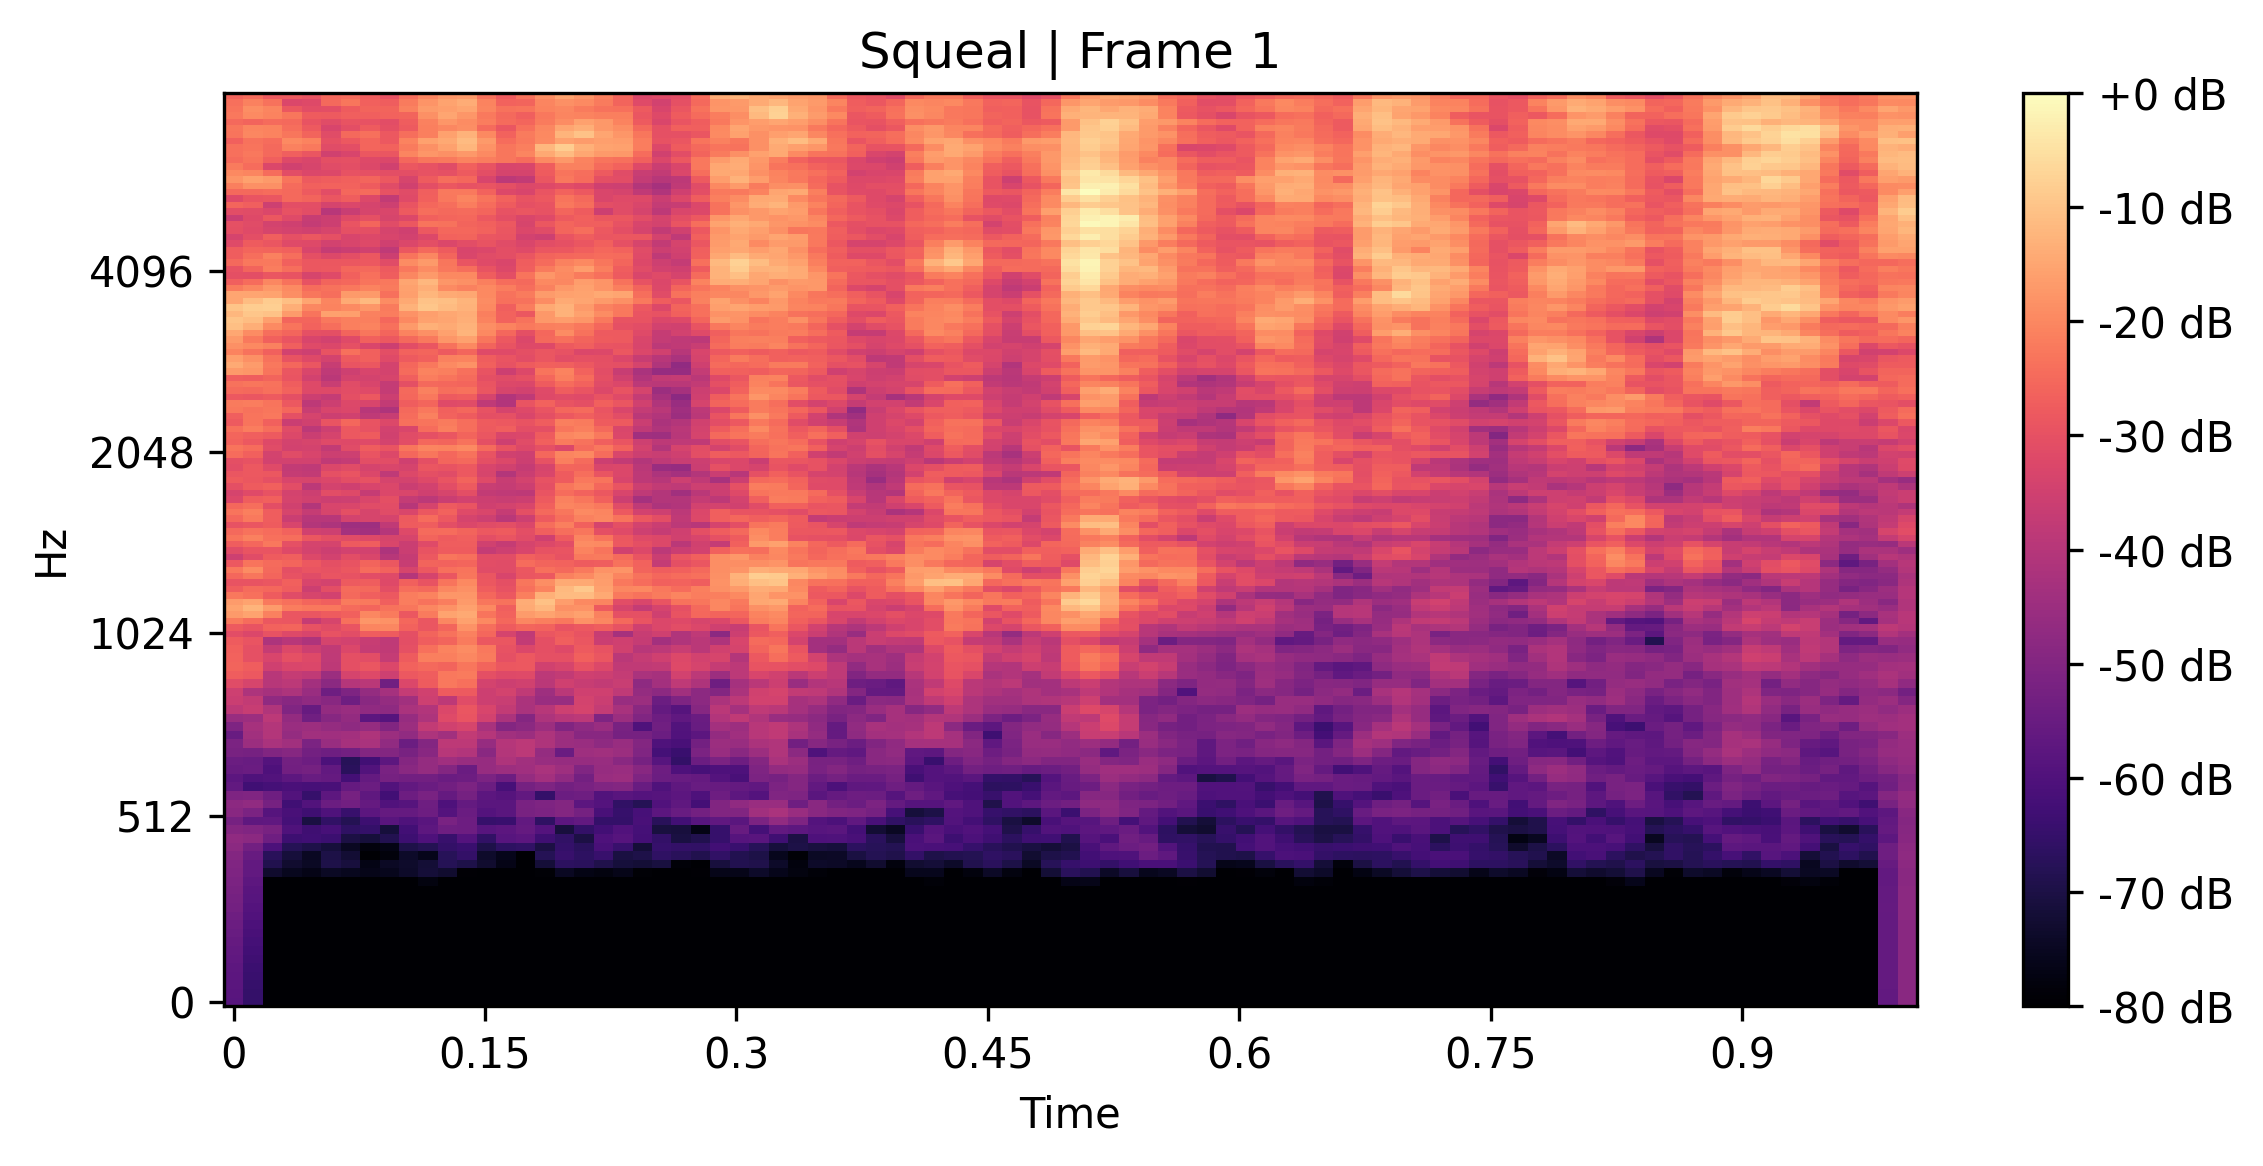 Squeal | Frame 1
+0 dB
-10 dB
-20 dB
-30 dB
-40 dB
-50 dB
-60 dB
-70 dB
-80 dB
Hz
4096
2048
1024
512
0
0 0.15 0.3 0.45 0.6 0.75 0.9
Time